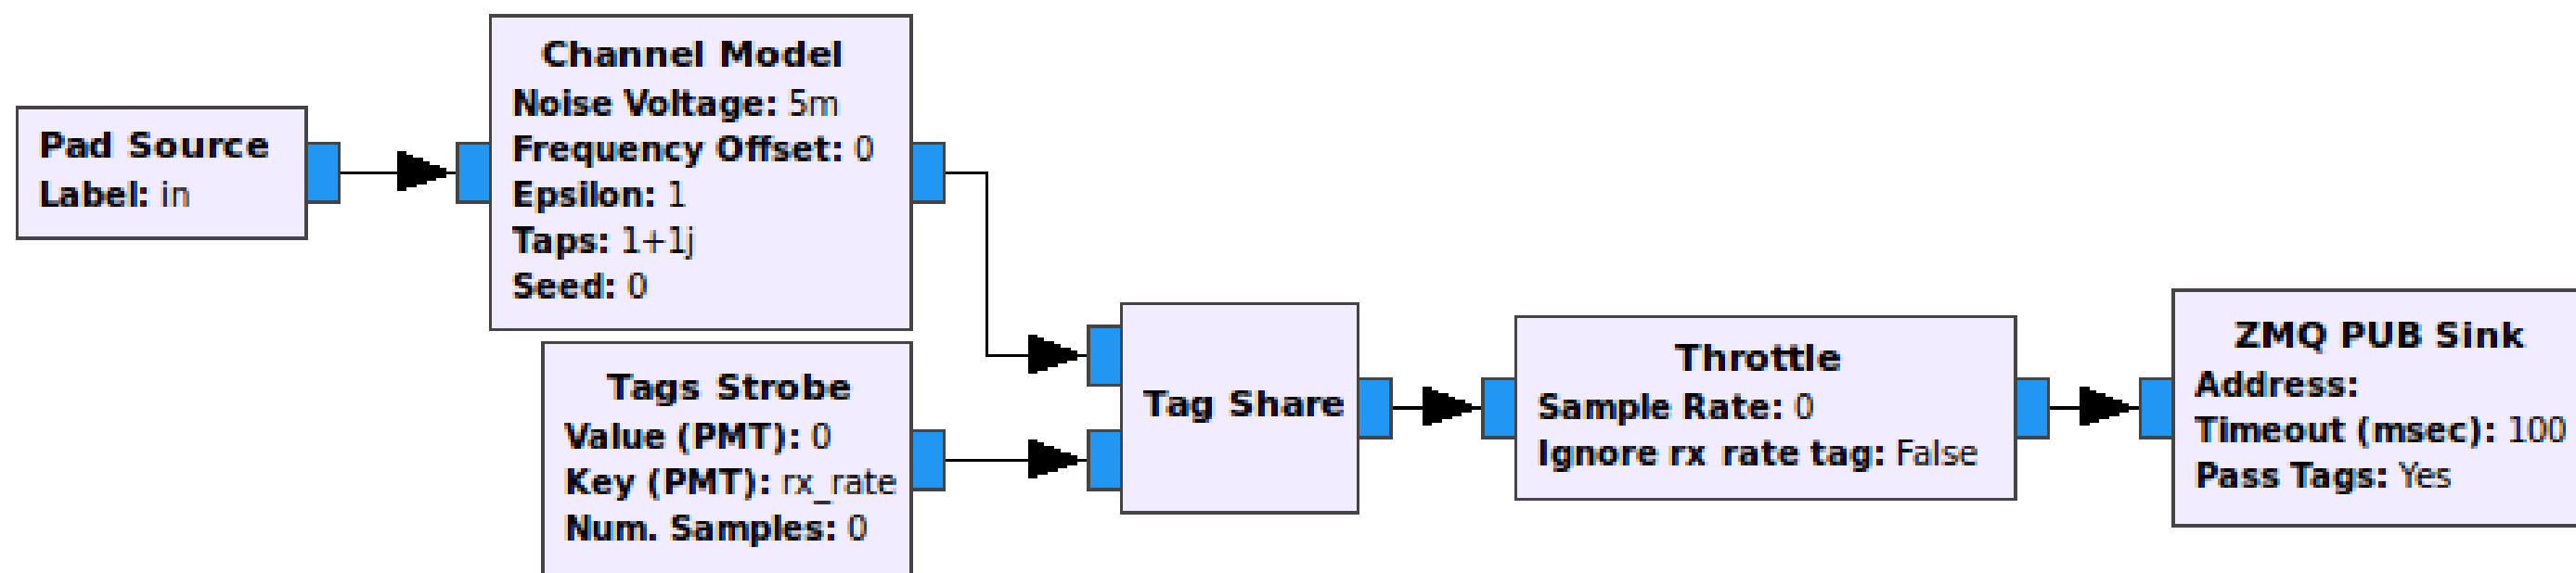 Pad Source
Label: in
Channel Model
Noise Voltage: 5m
Frequency Offset: 0
Epsilon: 1
Taps: 1+1j
Seed: 0
Tags Strobe
Value (PMT): 0
Key (PMT): rx_rate
Num. Samples: 0
Tag Share
Throttle
Sample Rate: 0
Ignore rx rate tag: False
ZMQ PUB Sink
Address:
Timeout (msec): 100
Pass Tags: Yes